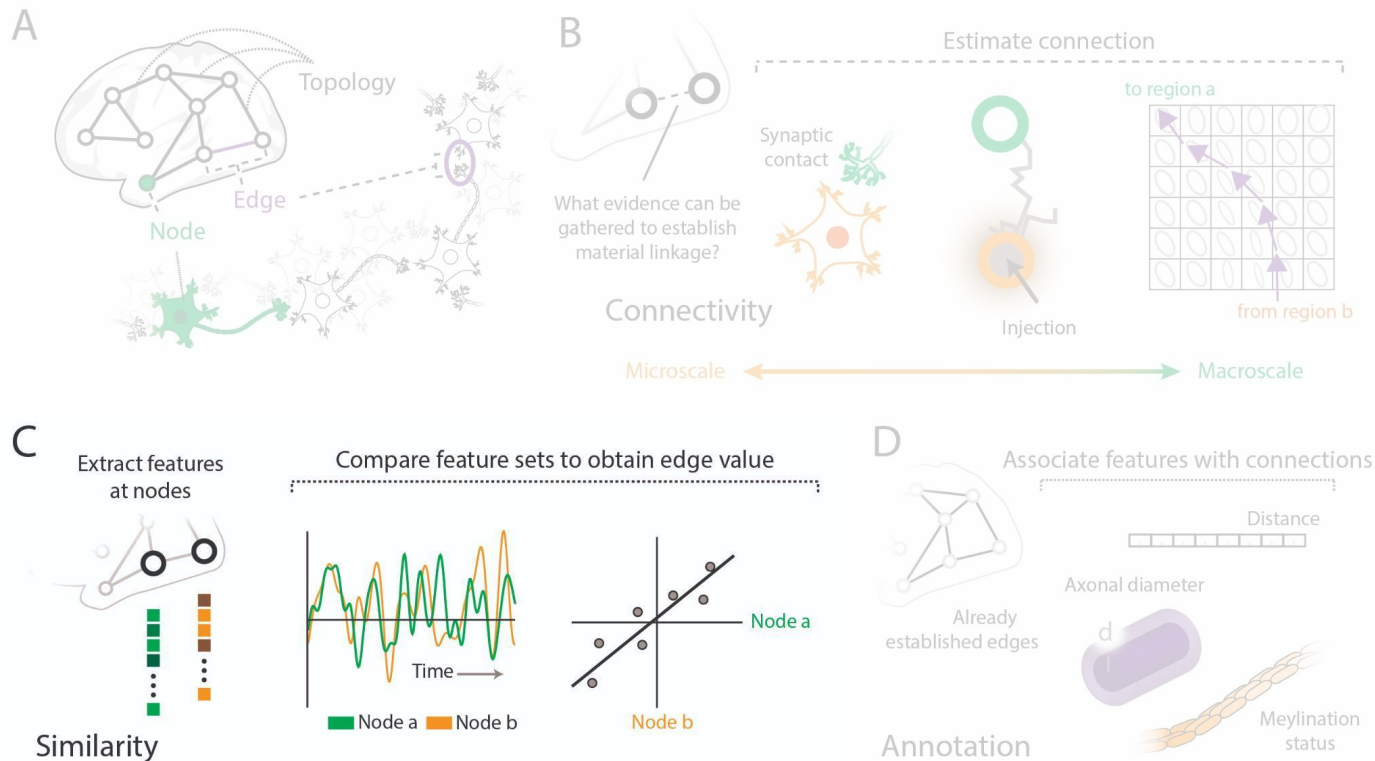 A
Topology
Edge
Node
B
Estimate connection
to region a
Synaptic
contact
What evidence can be
gathered to establish
material linkage?
Connectivity
Injection
from region b
Microscale
Macroscale
C
Extract features
at nodes
Compare feature sets to obtain edge value
Time
Node a
Node b
Node a
Node b
Similarity
D
Associate features with connections
Distance
Axonal diameter
Already
established edges
d
Meylination
status
Annotation